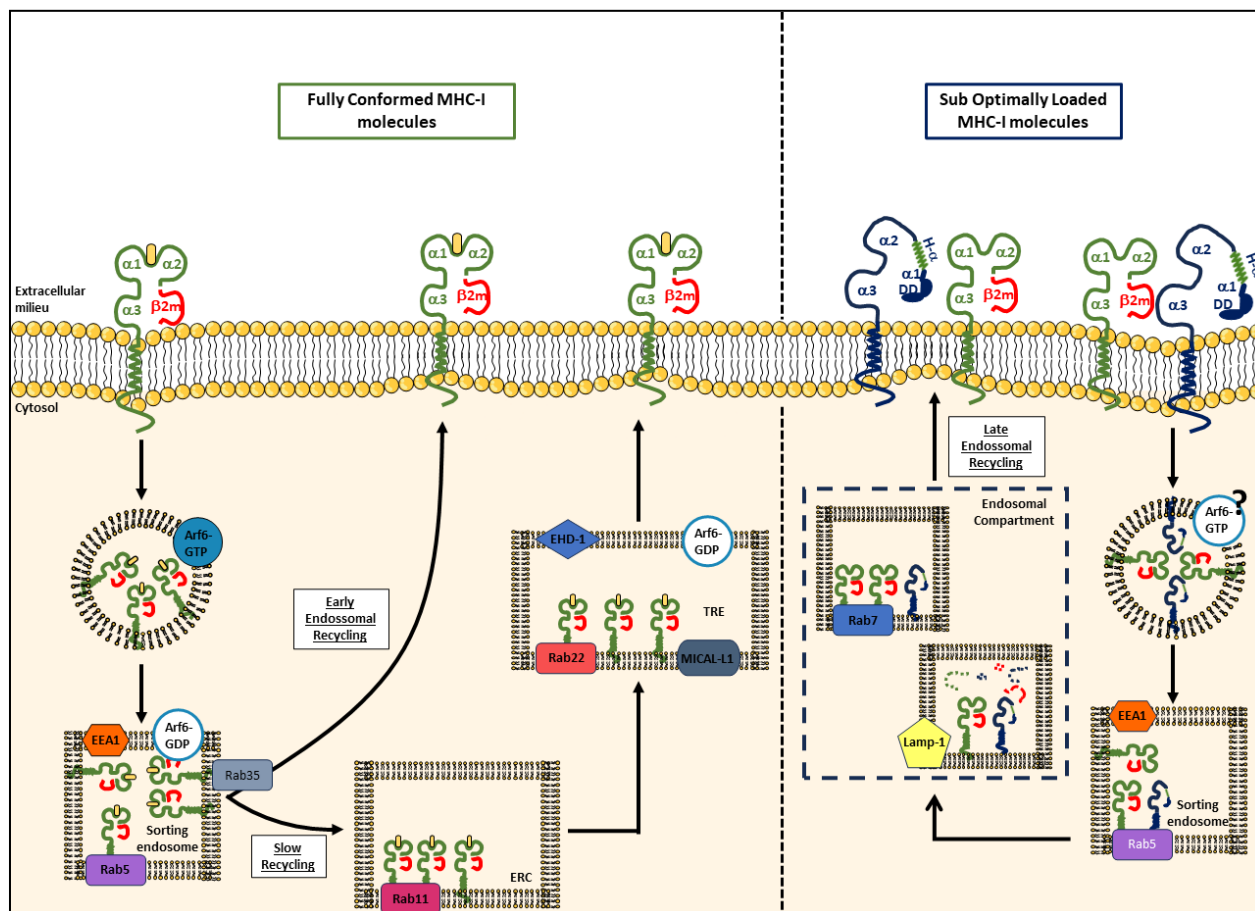 Fully Conformed MHC-I
molecules
Sub Optimally Loaded
MHC-I molecules
α1
α2
α3
β2m
α1
α2
α3
β2m
α1
α2
α3
β2m
α2
H-α
α1
DD
α3
α1
α2
α3
β2m
α1
α2
α3
β2m
α2
H-α
α1
DD
α3
Extracellular
milieu
Cytosol
Arf6-
GTP
EEA1
Arf6-
GDP
Rab35
Sorting
endosome
Rab5
Early
Endossomal
Recycling
Slow
Recycling
ERC
Rab11
EHD-1
Arf6-
GDP
TRE
Rab22
MICAL-L1
Late
Endossomal
Recycling
Endosomal
Compartment
Rab7
Lamp-1
?
Arf6-
GTP
EEA1
Sorting
endosome
Rab5